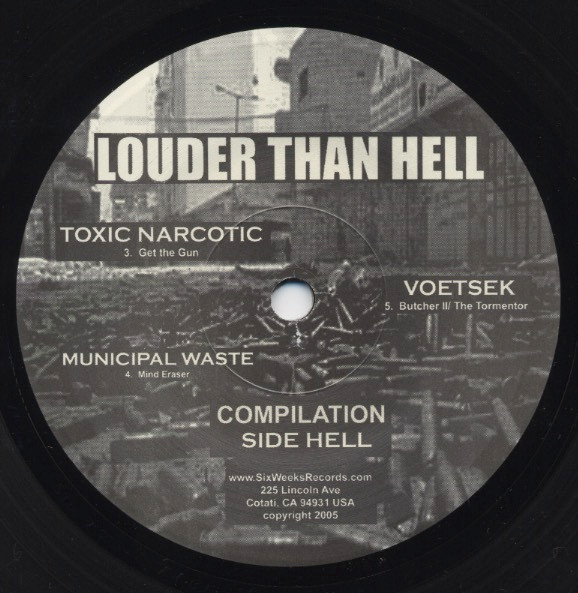 LOUDER THAN HELL
TOXIC NARCOTIC
3. Get the Gun
VOETSEK
5. Butcher II/ The Tormentor
MUNICIPAL WASTE
4. Mind Eraser
COMPILATION
SIDE HELL
www.SixWeeksRecords.com
225 Lincoln Ave
Cotati, CA 94931 USA
copyright 2005